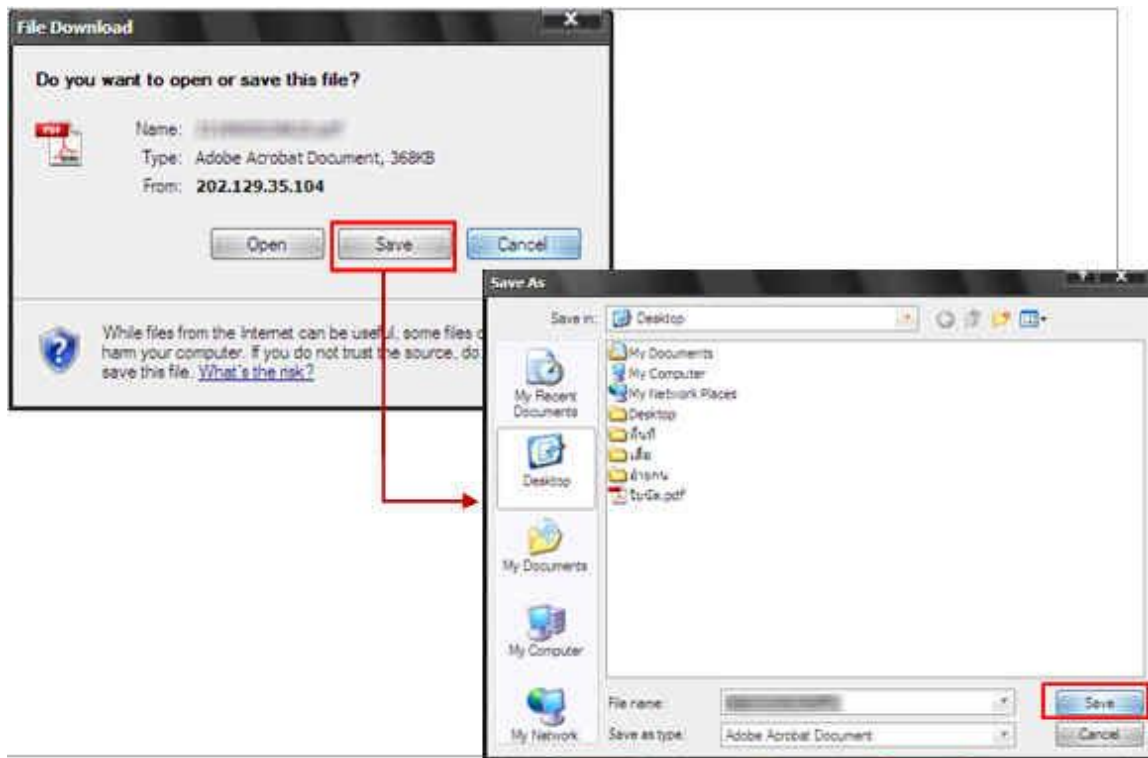 File Download
Do you want to open or save this file?
Name:
Type: Adobe Acrobat Document, 368KB
From: 202.129.35.104
Open Save Cancel
While files from the Internet can be useful, some files
harm your computer. If you do not trust the source, do
save this file. What's the risk?
Save As
Save in: Desktop
My Recent
Documents
Desktop
My Documents
My Computer
My Network
My Documents
My Computer
My Network Places
Desktop
File name:
Save as type:
Adobe Acrobat Document
Save
Cancel